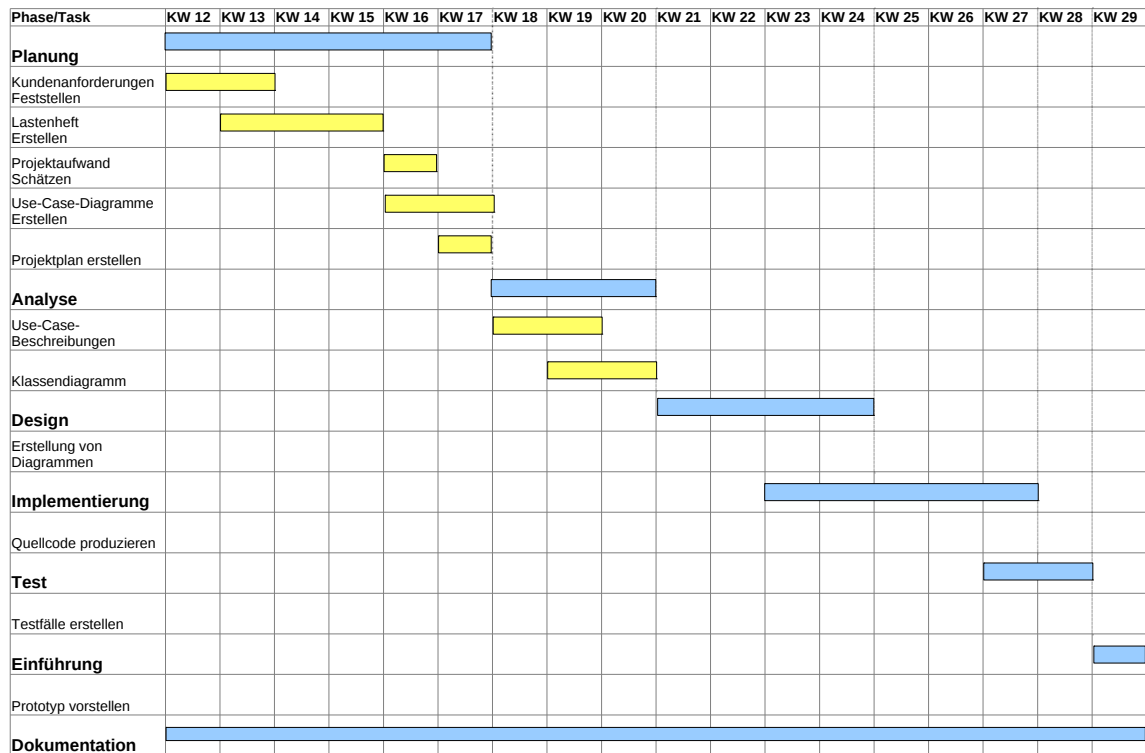 Phase/Task KW 12 KW 13 KW 14 KW 15 KW 16 KW 17 KW 18 KW 19 KW 20 KW 21 KW 22 KW 23 KW 24 KW 25 KW 26 KW 27 KW 28 KW 29
Planung
Kundenanforderungen
Feststellen
Lastenheft
Erstellen
Projektaufwand
Schätzen
Use-Case-Diagramme
Erstellen
Projektplan erstellen
Analyse
Use-Case-
Beschreibungen
Klassendiagramm
Design
Erstellung von
Diagrammen
Implementierung
Quellcode produzieren
Test
Testfälle erstellen
Einführung
Prototyp vorstellen
Dokumentation